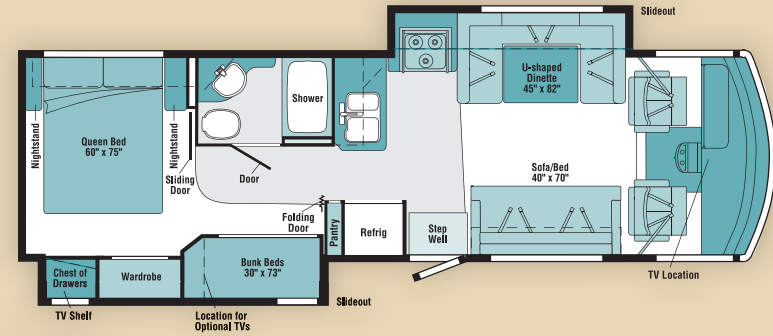 Slideout
U-shaped
Dinette
45" x 82"
Shower
Nightstand
Queen Bed
60" x 75"
Nightstand
Sliding
Door
Door
Sofa/Bed
40" x 70"
Folding
Door
Pantry
Refrig
Step
Well
Chest of
Drawers
Wardrobe
Bunk Beds
30" x 73"
TV Location
Slideout
TV Shelf
Location for
Optional TVs